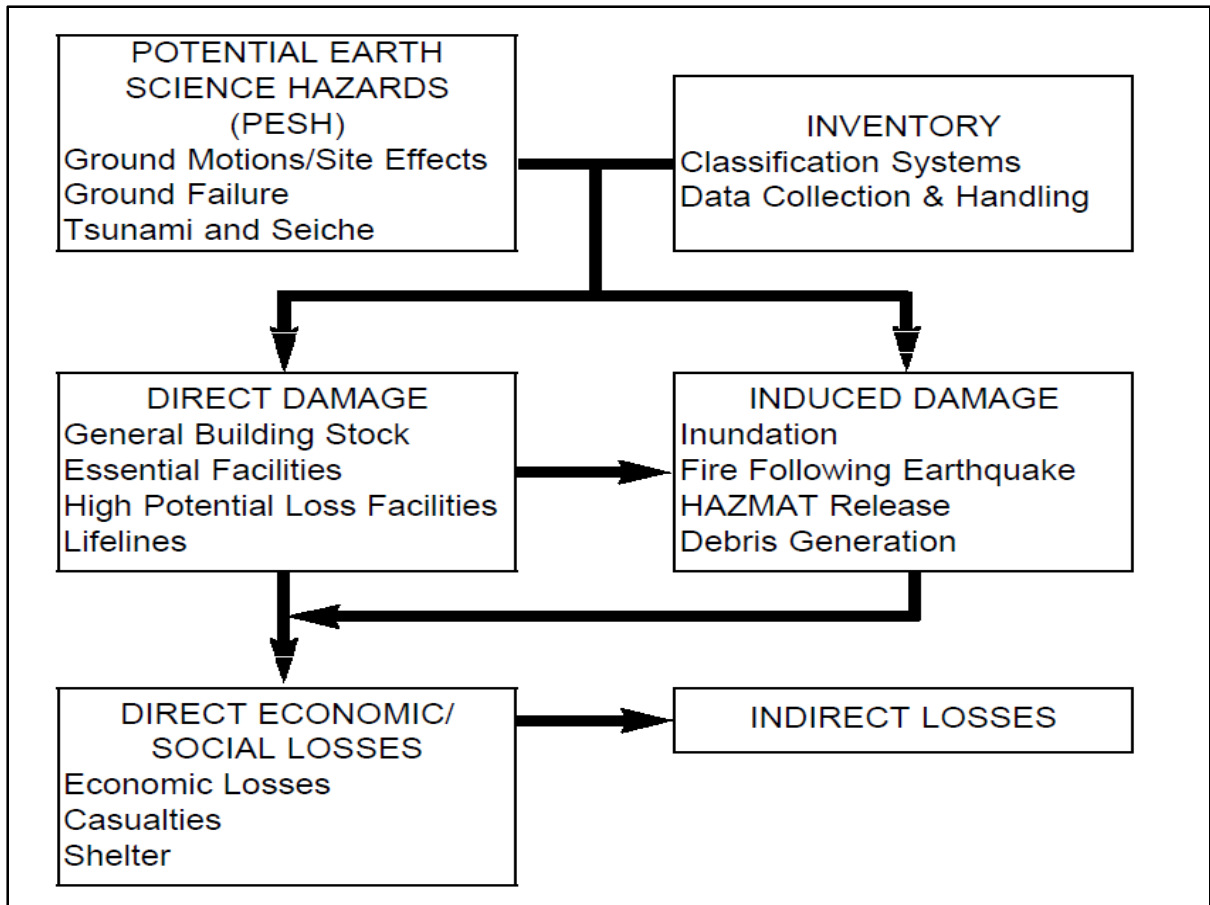 POTENTIAL EARTH
SCIENCE HAZARDS
(PESH)
Ground Motions/Site Effects
Ground Failure
Tsunami and Seiche
INVENTORY
Classification Systems
Data Collection & Handling
DIRECT DAMAGE
General Building Stock
Essential Facilities
High Potential Loss Facilities
Lifelines
INDUCED DAMAGE
Inundation
Fire Following Earthquake
HAZMAT Release
Debris Generation
DIRECT ECONOMIC/
SOCIAL LOSSES
Economic Losses
Casualties
Shelter
INDIRECT LOSSES